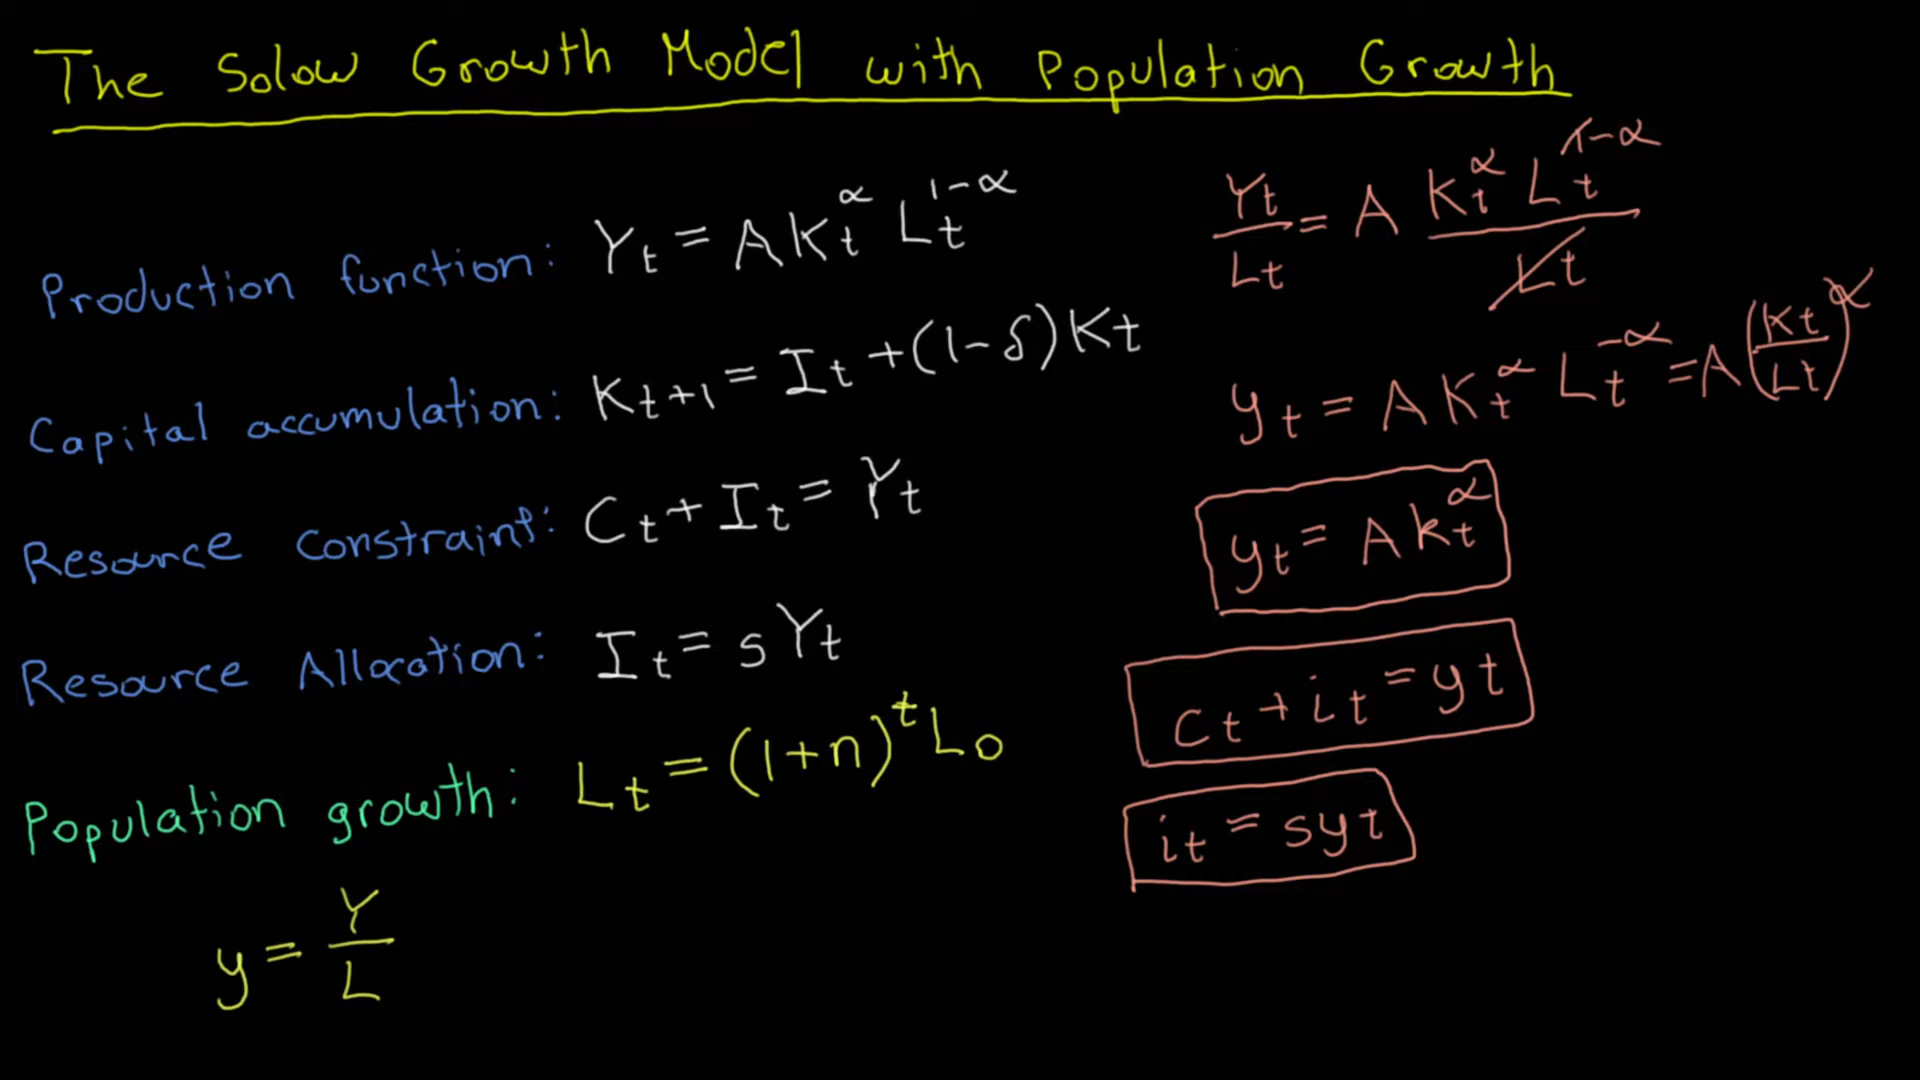 The Solow Growth Model with Population Growth
Production function: Yₜ = A Kₜ^α Lₜ^(1-α)
Capital accumulation: Kₜ₊₁ = Iₜ + (1-δ)Kₜ
Resource constraint: Cₜ + Iₜ = Yₜ
Resource Allocation: Iₜ = sYₜ
Population growth: Lₜ = (1+n)^t L₀
y = Y/L
Yₜ/Lₜ = A Kₜ^α Lₜ^(1-α)/Lₜ
yₜ = A Kₜ^α Lₜ^(-α) = A(Kₜ/Lₜ)^α
yₜ = A kₜ^α
cₜ + iₜ = yₜ
iₜ = syₜ